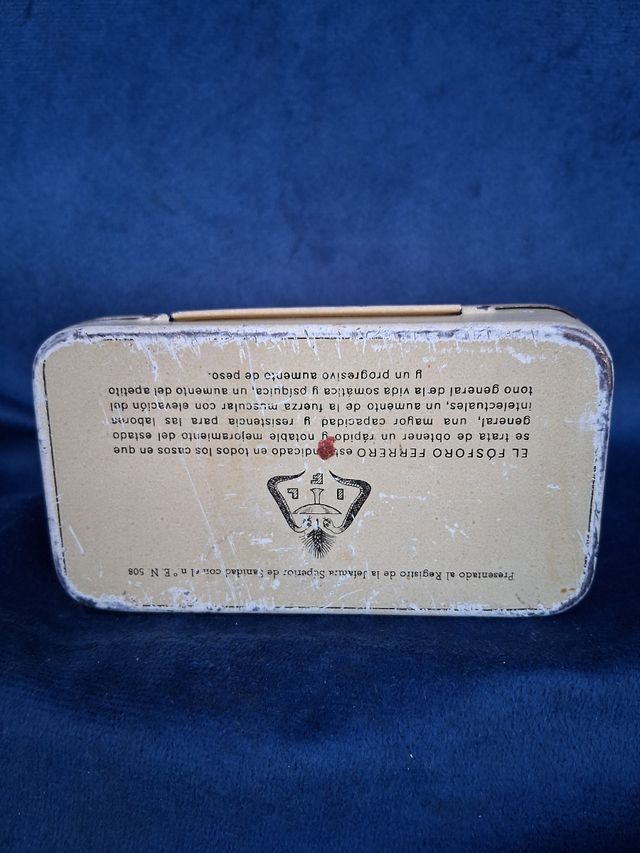 Presentado al Registro de la Jefatura Superior de Sanidad con el n.º E. N. 508
EL FÓSFORO FERRERO está indicado en todos los casos en que
se trata de obtener un rápido y notable mejoramiento del estado
general, una mayor capacidad y resistencia para las labores
intelectuales, un aumento de la fuerza muscular con elevación del
tono general de la vida somática y psíquica, un aumento del apetito
y un progresivo aumento de peso.